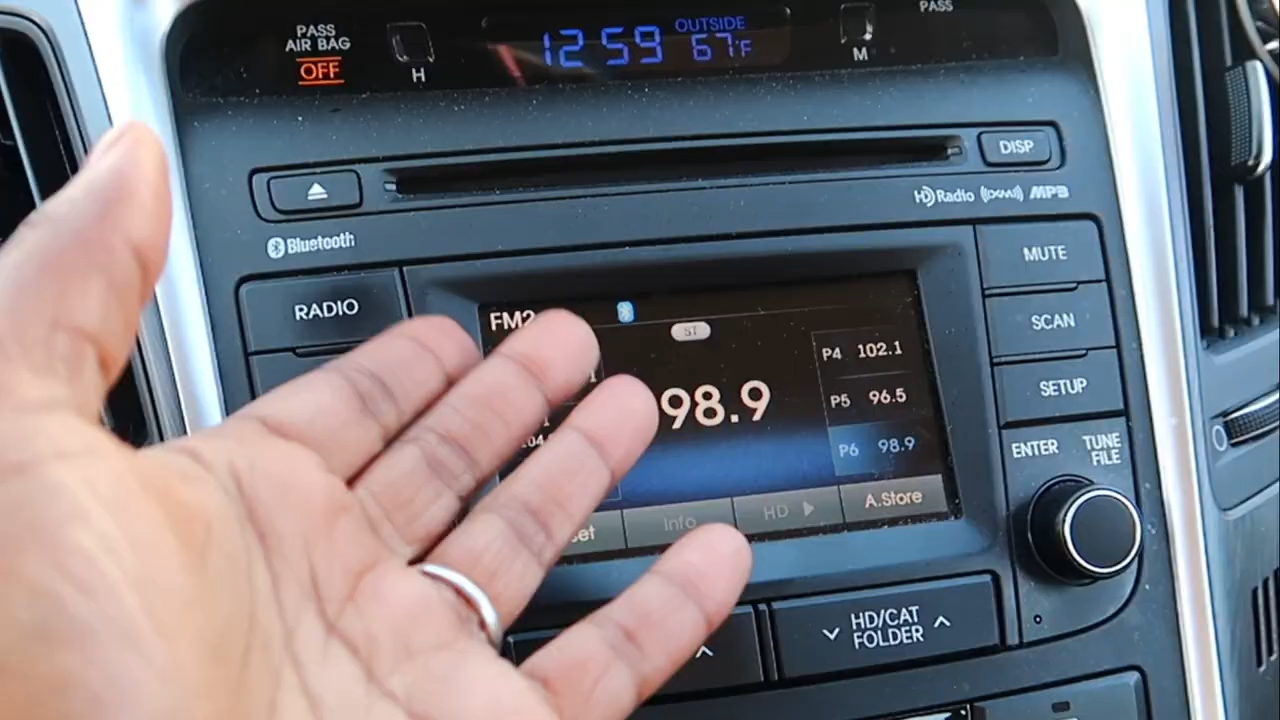 PASS
AIR BAG
OFF
H
12:59
OUTSIDE
67°F
M
PASS
DISP
HD Radio ((XM)) MP3
Bluetooth
RADIO
MUTE
SCAN
SETUP
FM2
ST
98.9
P4 102.1
P5 96.5
P6 98.9
Info
HD ▶
A.Store
ENTER
TUNE
FILE
HD/CAT
FOLDER